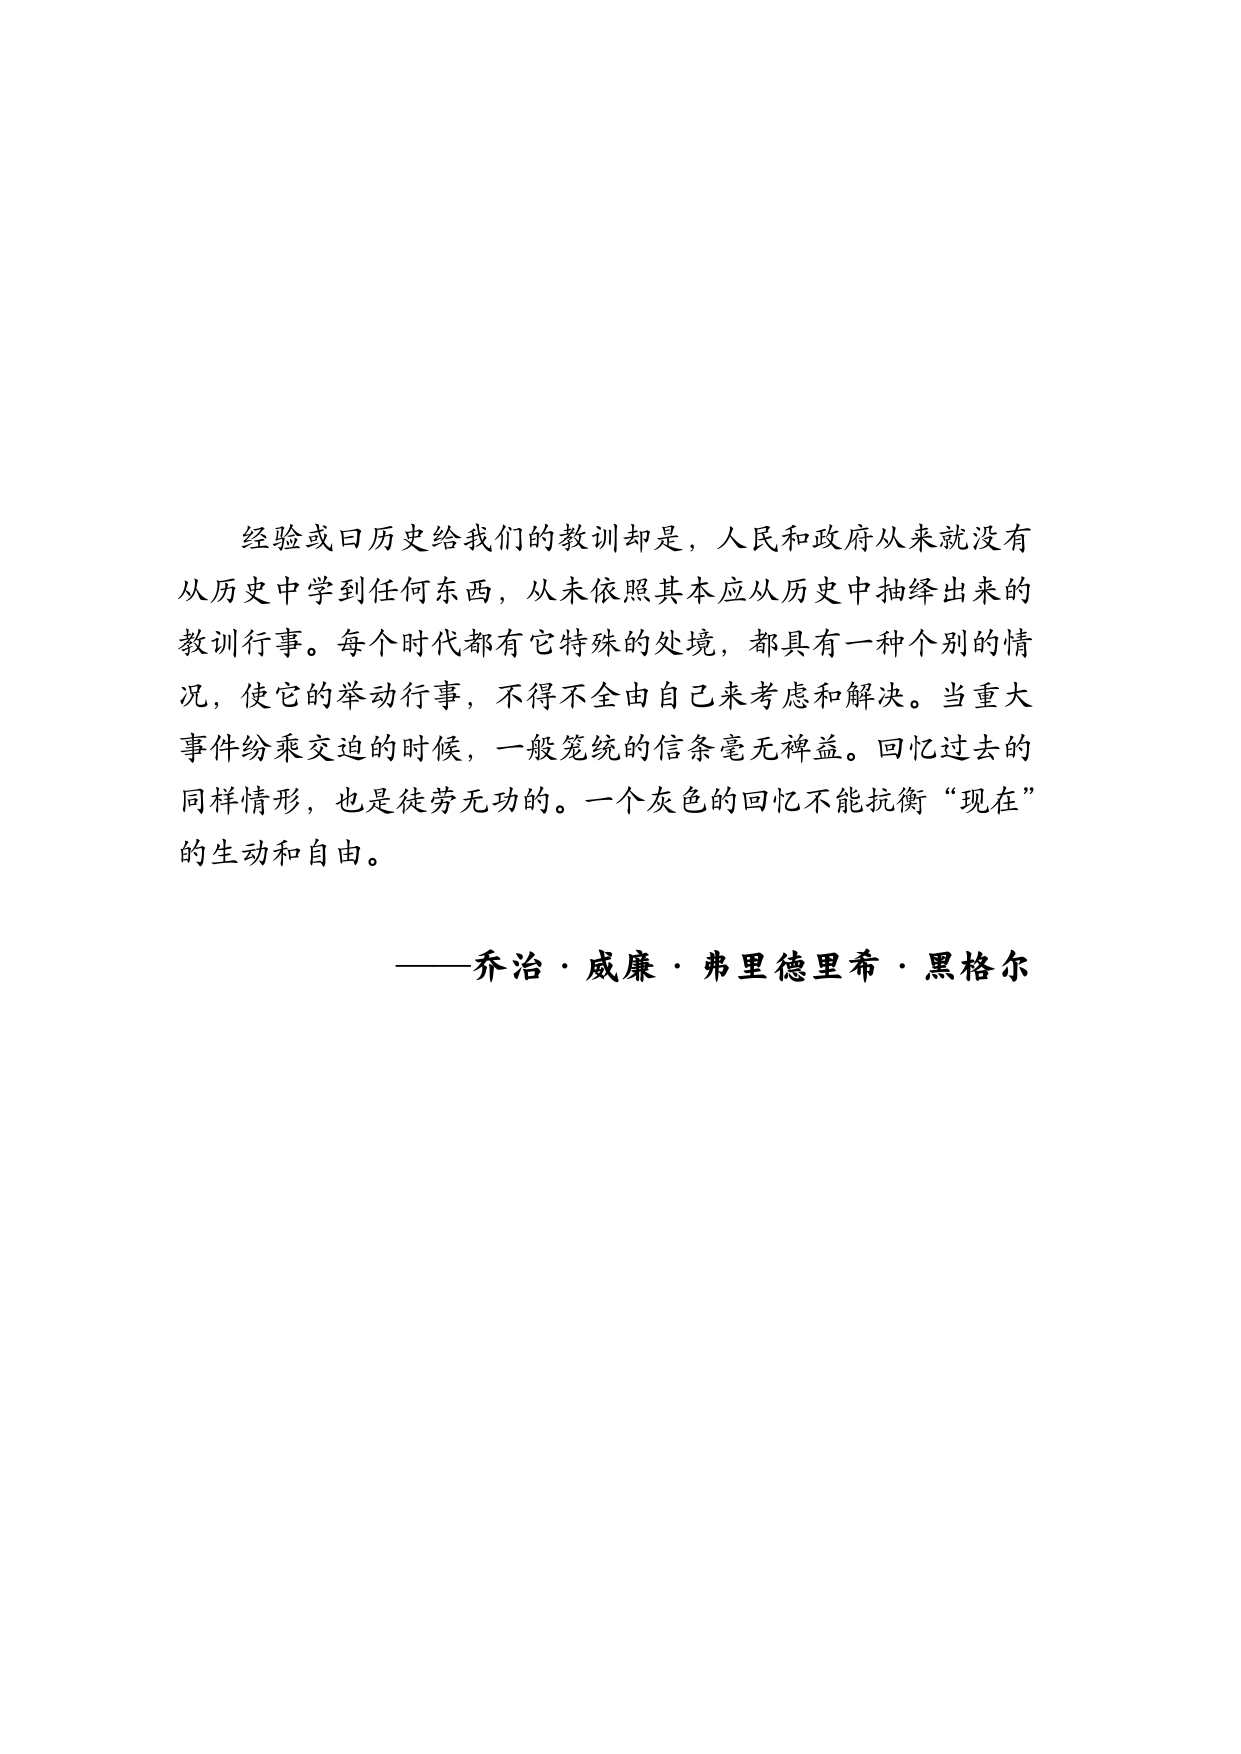 经验或曰历史给我们的教训却是，人民和政府从来就没有
从历史中学到任何东西，从未依照其本应从历史中抽绎出来的
教训行事。每个时代都有它特殊的处境，都具有一种个别的情
况，使它的举动行事，不得不全由自己来考虑和解决。当重大
事件纷乘交迫的时候，一般笼统的信条毫无裨益。回忆过去的
同样情形，也是徒劳无功的。一个灰色的回忆不能抗衡“现在”
的生动和自由。
——乔治·威廉·弗里德里希·黑格尔